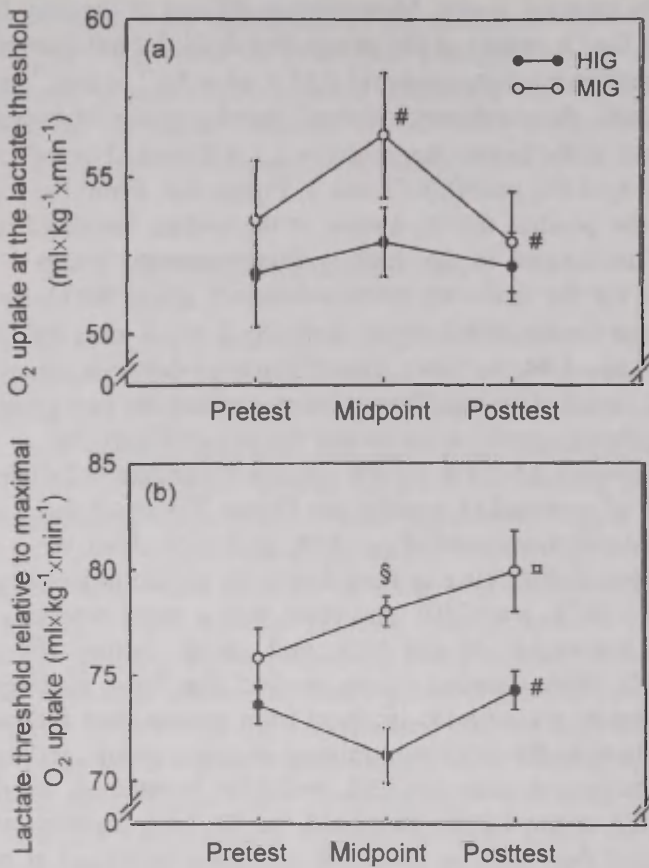 60
(a)
HIG
MIG
#
55
#
50
0
O₂ uptake at the lactate threshold
(ml×kg⁻¹×min⁻¹)
Pretest Midpoint Posttest
85
(b)
80
§
¤
75
#
70
0
Lactate threshold relative to maximal
O₂ uptake (ml×kg⁻¹×min⁻¹)
Pretest Midpoint Posttest